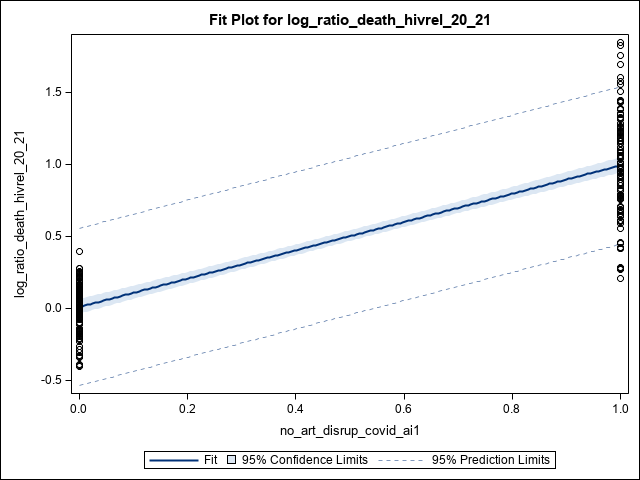 Fit Plot for log_ratio_death_hivrel_20_21
log_ratio_death_hivrel_20_21
1.5
1.0
0.5
0.0
-0.5
0.0 0.2 0.4 0.6 0.8 1.0
no_art_disrup_covid_ai1
Fit 95% Confidence Limits 95% Prediction Limits